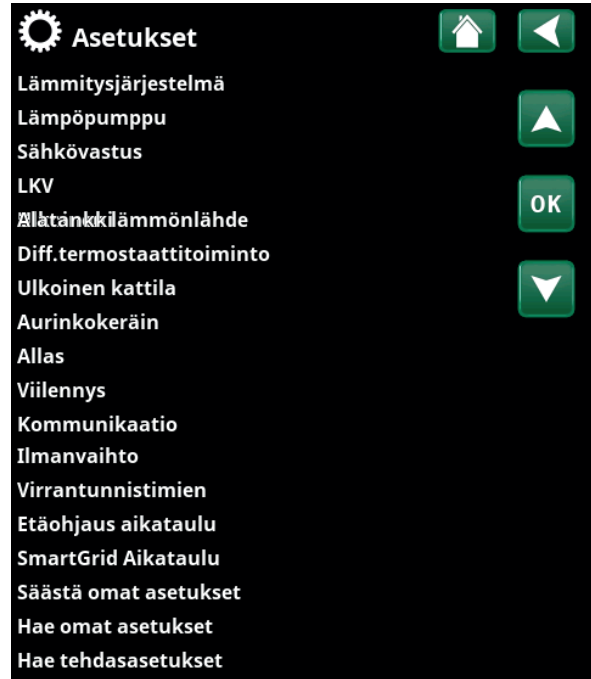 Asetukset
Lämmitysjärjestelmä
Lämpöpumppu
OK
Sähkövastus
LKV
Diff.termostaattitoiminto
Ulkoinen kattila
Aurinkokeräin
Allas
Viilennys
Kommunikaatio
Ilmanvaihto
Virrantunnistimien
Etäohjaus aikataulu
SmartGrid Aikataulu
Säästä omat asetukset
Hae omat asetukset
Hae tehdasasetukset